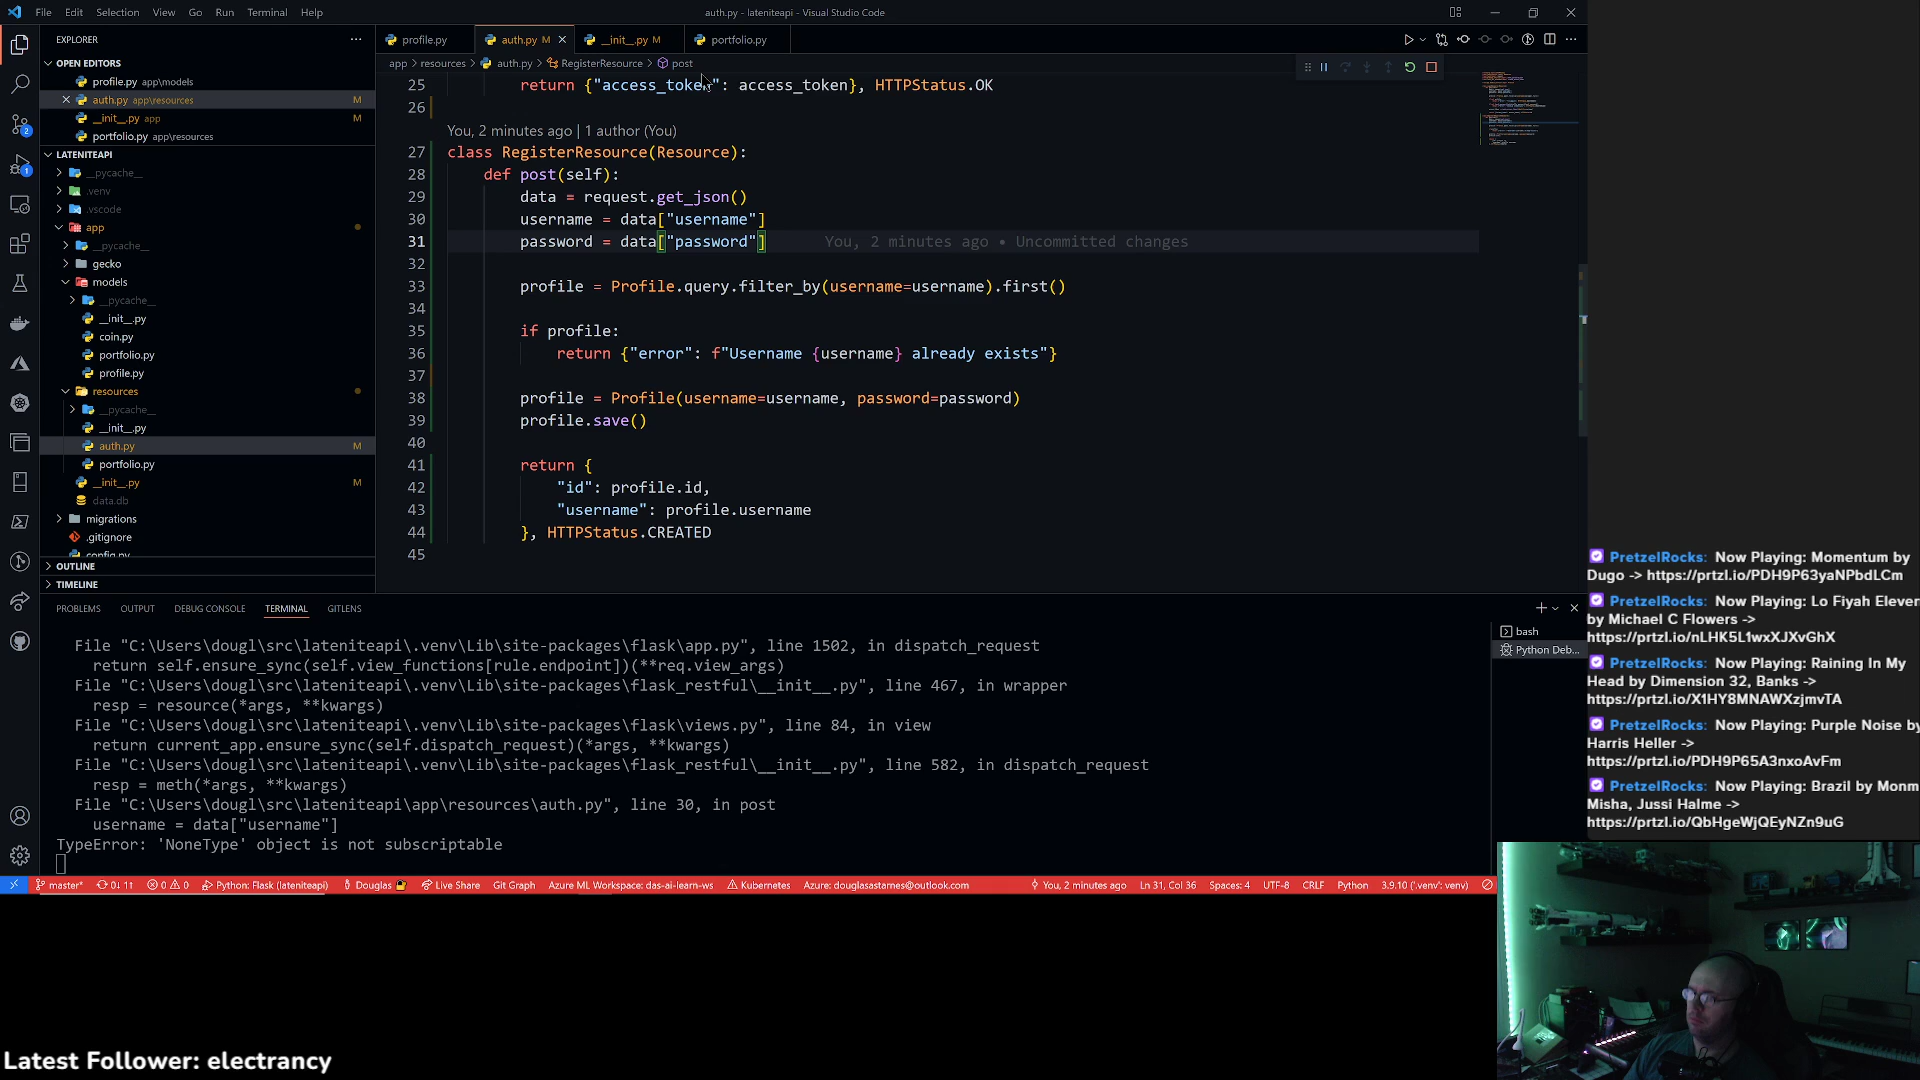 File Edit Selection View Go Run Terminal Help
auth.py - lateniteapi - Visual Studio Code
EXPLORER
OPEN EDITORS
profile.py app\models
auth.py app\resources M
__init__.py app M
portfolio.py app\resources
LATENITEAPI
__pycache__
.venv
.vscode
app
__pycache__
gecko
models
__pycache__
__init__.py
coin.py
portfolio.py
profile.py
resources
__pycache__
__init__.py
auth.py M
portfolio.py
__init__.py M
data.db
migrations
.gitignore
config.py
OUTLINE
TIMELINE
2
1
profile.py
auth.py M
__init__.py M
portfolio.py
app > resources > auth.py > RegisterResource > post
25 return {"access_token": access_token}, HTTPStatus.OK
26
You, 2 minutes ago | 1 author (You)
27 class RegisterResource(Resource):
28 def post(self):
29 data = request.get_json()
30 username = data["username"]
31 password = data["password"] You, 2 minutes ago • Uncommitted changes
32
33 profile = Profile.query.filter_by(username=username).first()
34
35 if profile:
36 return {"error": f"Username {username} already exists"}
37
38 profile = Profile(username=username, password=password)
39 profile.save()
40
41 return {
42 "id": profile.id,
43 "username": profile.username
44 }, HTTPStatus.CREATED
45
PROBLEMS OUTPUT DEBUG CONSOLE TERMINAL GITLENS
File "C:\Users\dougl\src\lateniteapi\.venv\Lib\site-packages\flask\app.py", line 1502, in dispatch_request
return self.ensure_sync(self.view_functions[rule.endpoint])(**req.view_args)
File "C:\Users\dougl\src\lateniteapi\.venv\Lib\site-packages\flask_restful\__init__.py", line 467, in wrapper
resp = resource(*args, **kwargs)
File "C:\Users\dougl\src\lateniteapi\.venv\Lib\site-packages\flask\views.py", line 84, in view
return current_app.ensure_sync(self.dispatch_request)(*args, **kwargs)
File "C:\Users\dougl\src\lateniteapi\.venv\Lib\site-packages\flask_restful\__init__.py", line 582, in dispatch_request
resp = meth(*args, **kwargs)
File "C:\Users\dougl\src\lateniteapi\app\resources\auth.py", line 30, in post
username = data["username"]
TypeError: 'NoneType' object is not subscriptable
bash
Python Deb...
master* 0↓ 1↑ 0 0 Python: Flask (lateniteapi) Douglas Live Share Git Graph Azure ML Workspace: das-ai-learn-ws Kubernetes Azure: douglasastarnes@outlook.com You, 2 minutes ago Ln 31, Col 36 Spaces: 4 UTF-8 CRLF Python 3.9.10 ('.venv': venv)
PretzelRocks: Now Playing: Momentum by
Dugo -> https://prtzl.io/PDH9P63yaNPbdLCm
PretzelRocks: Now Playing: Lo Fiyah Eleven
by Michael C Flowers ->
https://prtzl.io/nLHK5L1wxXJXvGhX
PretzelRocks: Now Playing: Raining In My
Head by Dimension 32, Banks ->
https://prtzl.io/X1HY8MNAWXzjmvTA
PretzelRocks: Now Playing: Purple Noise by
Harris Heller ->
https://prtzl.io/PDH9P65A3nxoAvFm
PretzelRocks: Now Playing: Brazil by Monm
Misha, Jussi Halme ->
https://prtzl.io/QbHgeWjQEyNZn9uG
Latest Follower: electrancy